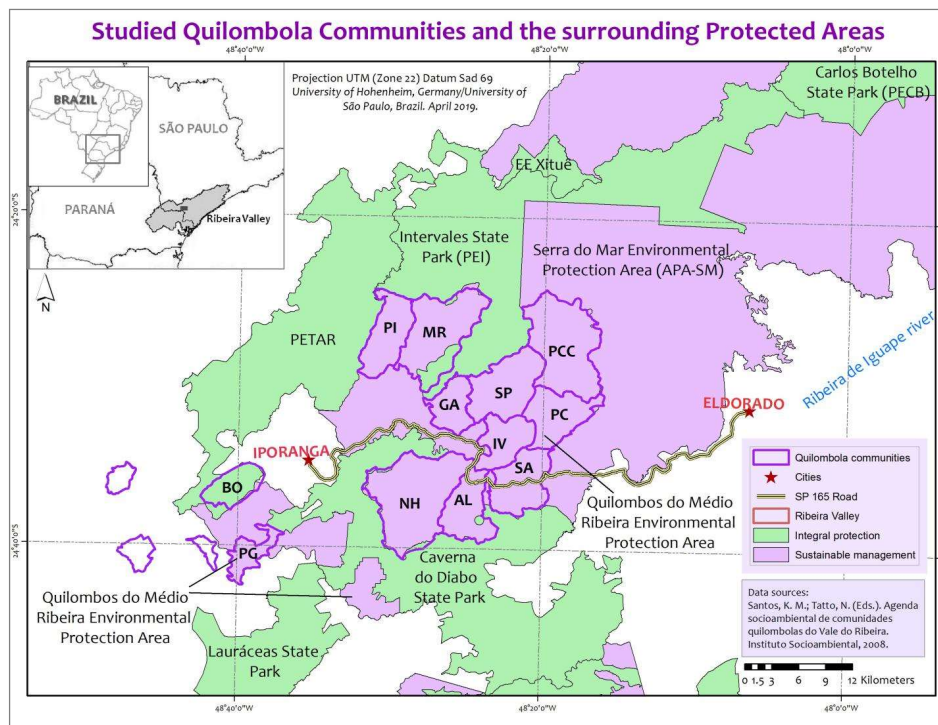 Studied Quilombola Communities and the surrounding Protected Areas
48°40'0"W
48°20'0"W
48°0'0"W
BRAZIL
SÃO PAULO
PARANÁ
Ribeira Valley
Projection UTM (Zone 22) Datum Sad 69
University of Hohenheim, Germany/University of
São Paulo, Brazil. April 2019.
Carlos Botelho
State Park (PECB)
EE Xitué
24°20'0"S
Intervales State
Park (PEI)
Serra do Mar Environmental
Protection Area (APA-SM)
N
PETAR
PI
MR
PCC
Ribeira de Iguape river
GA
SP
PC
ELDORADO
IPORANGA
IV
SA
BO
NH
AL
PG
Quilombos do Médio
Ribeira Environmental
Protection Area
Caverna
do Diabo
State Park
Quilombos do Médio
Ribeira Environmental
Protection Area
Lauráceas State
Park
Quilombola communities
Cities
SP 165 Road
Ribeira Valley
Integral protection
Sustainable management
Data sources:
Santos, K. M.; Tatto, N. (Eds.). Agenda
socioambiental de comunidades
quilombolas do Vale do Ribeira.
Instituto Socioambiental, 2008.
0 1.5 3 6 9 12 Kilometers
48°40'0"W
48°20'0"W
48°0'0"W